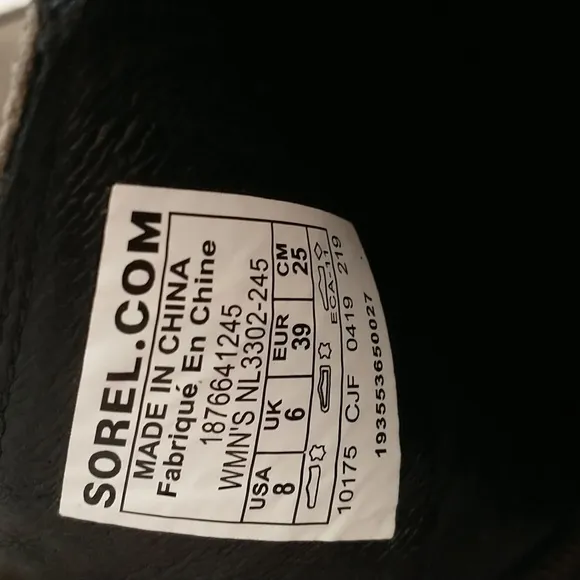 SOREL.COM
MADE IN CHINA
Fabriqué En Chine
1876641245
WMN'S NL3302-245
USA UK EUR CM
8 6 39 25
ECA-11
10175 CJF 0419 219
193553650027